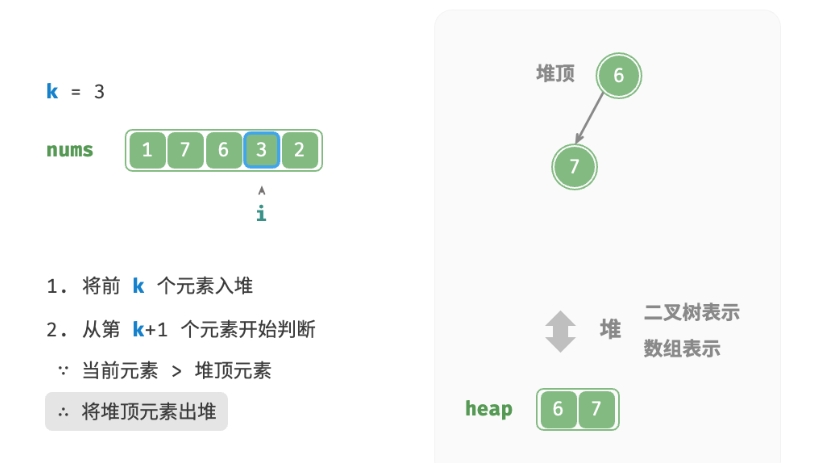 k = 3
nums 1 7 6 3 2
i
1. 将前 k 个元素入堆
2. 从第 k+1 个元素开始判断
∵ 当前元素 > 堆顶元素
∴ 将堆顶元素出堆
堆顶 6
7
堆 二叉树表示
数组表示
heap 6 7